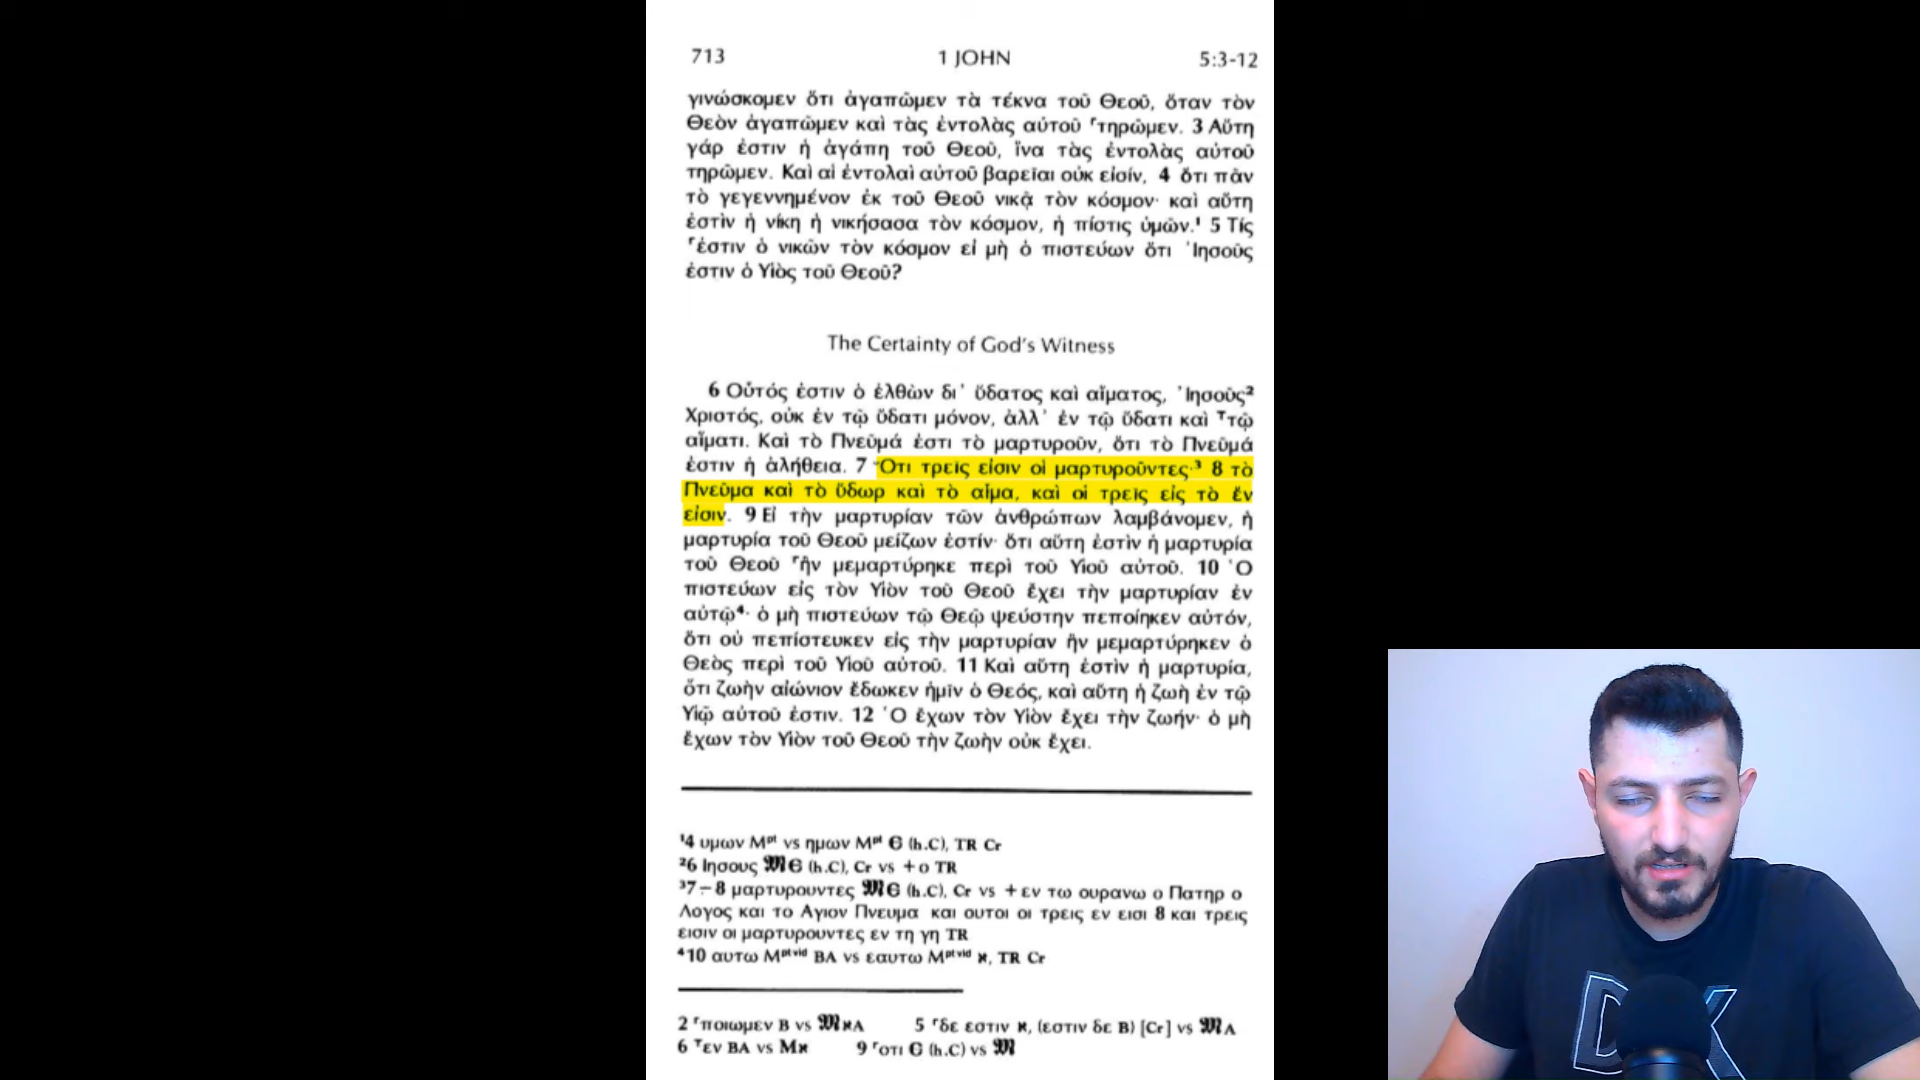 713 1 JOHN 5:3-12
γινώσκομεν ὅτι ἀγαπῶμεν τὰ τέκνα τοῦ Θεοῦ, ὅταν τὸν
Θεὸν ἀγαπῶμεν καὶ τὰς ἐντολὰς αὐτοῦ ⸀τηρῶμεν. 3 Αὕτη
γάρ ἐστιν ἡ ἀγάπη τοῦ Θεοῦ, ἵνα τὰς ἐντολὰς αὐτοῦ
τηρῶμεν. Καὶ αἱ ἐντολαὶ αὐτοῦ βαρεῖαι οὐκ εἰσίν, 4 ὅτι πᾶν
τὸ γεγεννημένον ἐκ τοῦ Θεοῦ νικᾷ τὸν κόσμον· καὶ αὕτη
ἐστὶν ἡ νίκη ἡ νικήσασα τὸν κόσμον, ἡ πίστις ὑμῶν.¹ 5 Τίς
⸀ἐστιν ὁ νικῶν τὸν κόσμον εἰ μὴ ὁ πιστεύων ὅτι Ἰησοῦς
ἐστιν ὁ Υἱὸς τοῦ Θεοῦ?
The Certainty of God's Witness
6 Οὗτός ἐστιν ὁ ἐλθὼν δι' ὕδατος καὶ αἵματος, Ἰησοῦς²
Χριστός, οὐκ ἐν τῷ ὕδατι μόνον, ἀλλ' ἐν τῷ ὕδατι καὶ ⸆τῷ
αἵματι. Καὶ τὸ Πνεῦμά ἐστι τὸ μαρτυροῦν, ὅτι τὸ Πνεῦμά
ἐστιν ἡ ἀλήθεια. 7 Ὅτι τρεῖς εἰσιν οἱ μαρτυροῦντες·³ 8 τὸ
Πνεῦμα καὶ τὸ ὕδωρ καὶ τὸ αἷμα, καὶ οἱ τρεῖς εἰς τὸ ἕν
εἰσιν. 9 Εἰ τὴν μαρτυρίαν τῶν ἀνθρώπων λαμβάνομεν, ἡ
μαρτυρία τοῦ Θεοῦ μείζων ἐστίν· ὅτι αὕτη ἐστὶν ἡ μαρτυρία
τοῦ Θεοῦ ⸀ἣν μεμαρτύρηκε περὶ τοῦ Υἱοῦ αὐτοῦ. 10 Ὁ
πιστεύων εἰς τὸν Υἱὸν τοῦ Θεοῦ ἔχει τὴν μαρτυρίαν ἐν
αὐτῷ⁴· ὁ μὴ πιστεύων τῷ Θεῷ ψεύστην πεποίηκεν αὐτόν,
ὅτι οὐ πεπίστευκεν εἰς τὴν μαρτυρίαν ἣν μεμαρτύρηκεν ὁ
Θεὸς περὶ τοῦ Υἱοῦ αὐτοῦ. 11 Καὶ αὕτη ἐστὶν ἡ μαρτυρία,
ὅτι ζωὴν αἰώνιον ἔδωκεν ἡμῖν ὁ Θεός, καὶ αὕτη ἡ ζωὴ ἐν τῷ
Υἱῷ αὐτοῦ ἐστιν. 12 Ὁ ἔχων τὸν Υἱὸν ἔχει τὴν ζωήν· ὁ μὴ
ἔχων τὸν Υἱὸν τοῦ Θεοῦ τὴν ζωὴν οὐκ ἔχει.
¹4 υμων Mᵖᵗ vs ημων Mᵖᵗ 𝕰 (h.C), TR Cr
²6 Ιησους 𝕸𝕰 (h.C), Cr vs +ο TR
³7-8 μαρτυρουντες 𝕸𝕰 (h.C), Cr vs +εν τω ουρανω ο Πατηρ ο
Λογος και το Αγιον Πνευμα και ουτοι οι τρεις εν εισι 8 και τρεις
εισιν οι μαρτυρουντες εν τη γη TR
⁴10 αυτω Mᵖᵗᵛⁱᵈ BA vs εαυτω Mᵖᵗᵛⁱᵈ א, TR Cr
2 ⸀ποιωμεν B vs 𝕸אA 5 ⸀δε εστιν א, (εστιν δε B) [Cr] vs 𝕸A
6 ⸆εν BA vs Mא 9 ⸀οτι 𝕰 (h.C) vs 𝕸